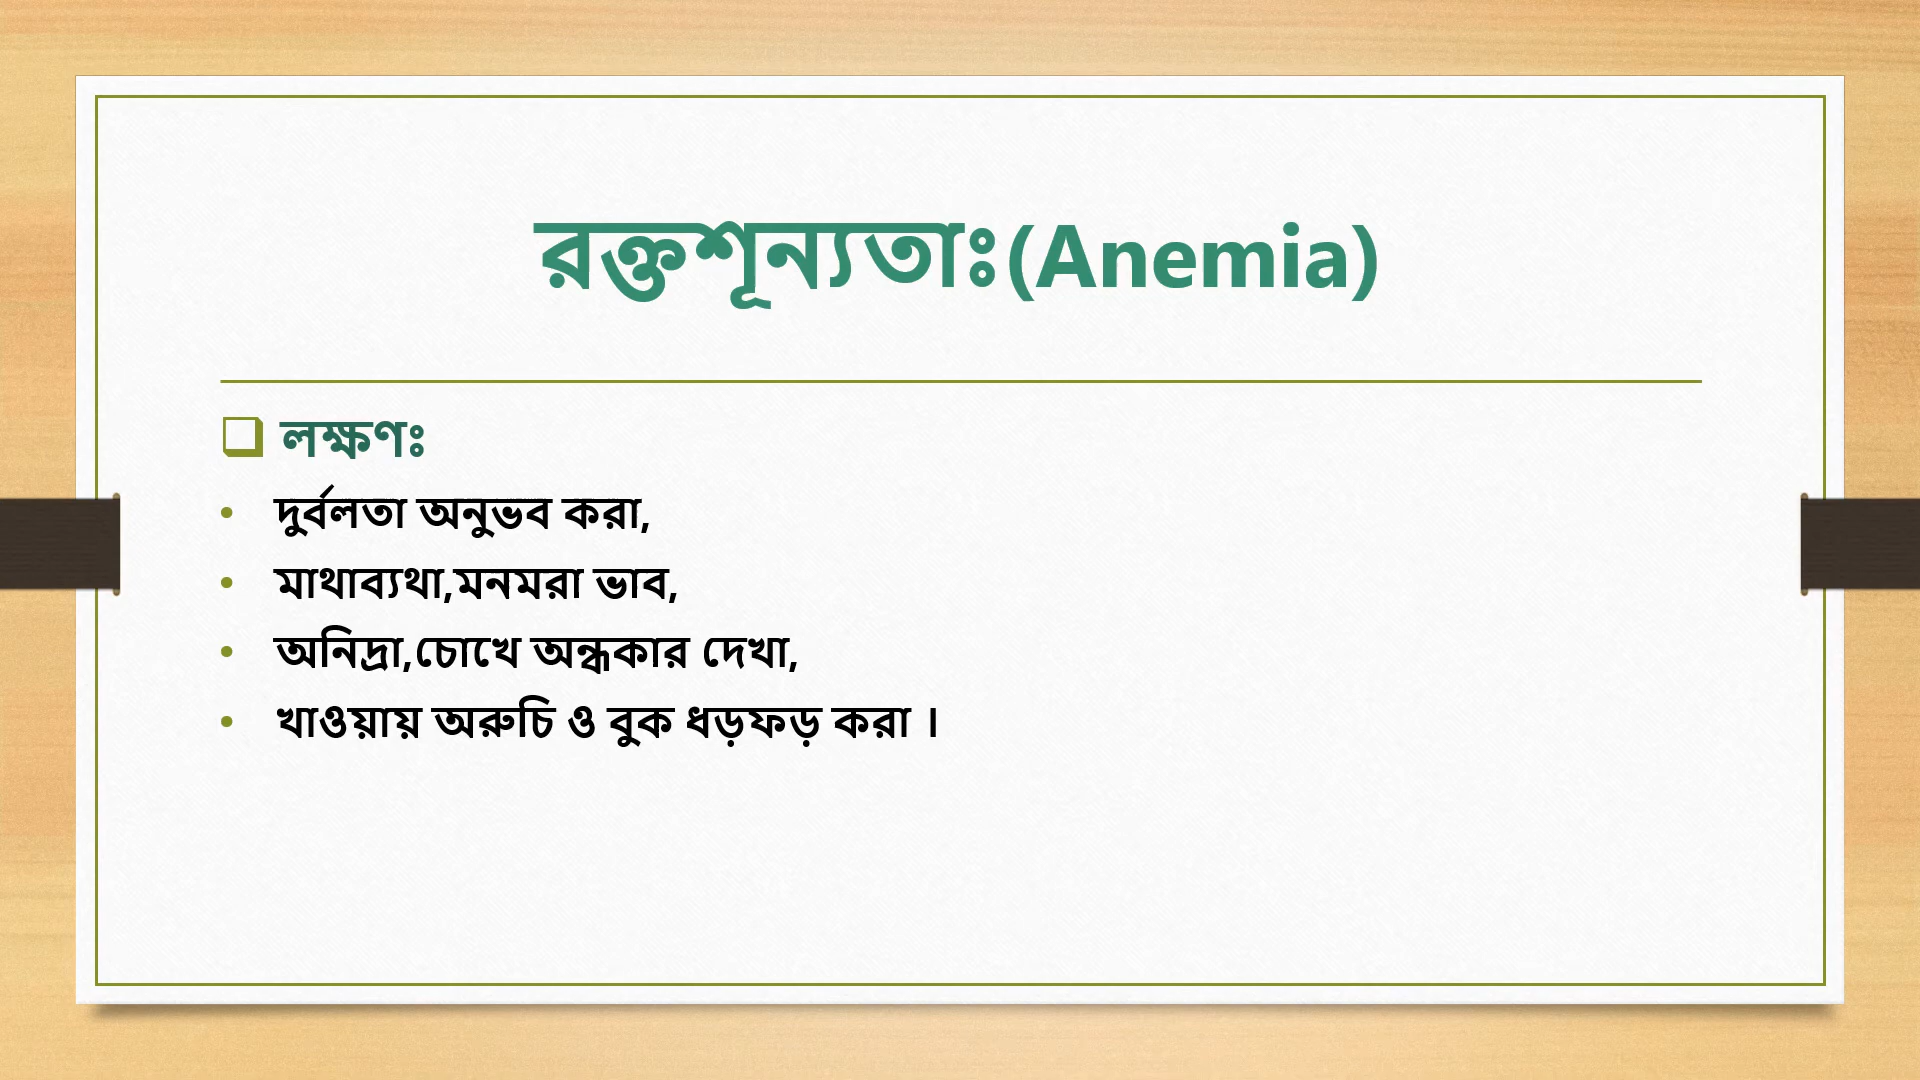 রক্তশূন্যতাঃ(Anemia)
লক্ষণঃ
দুর্বলতা অনুভব করা,
মাথাব্যথা,মনমরা ভাব,
অনিদ্রা,চোখে অন্ধকার দেখা,
খাওয়ায় অরুচি ও বুক ধড়ফড় করা ।